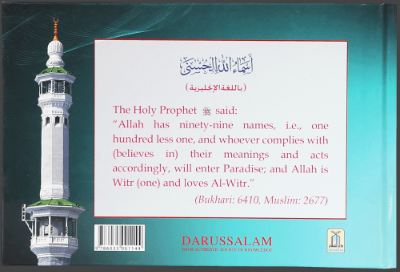 أسماء الله الحسنى
(باللغة الإنجليزية)
The Holy Prophet ﷺ said:
“Allah has ninety-nine names, i.e., one
hundred less one, and whoever complies with
(believes in) their meanings and acts
accordingly, will enter Paradise; and Allah is
Witr (one) and loves Al-Witr.”
(Bukhari: 6410, Muslim: 2677)
DARUSSALAM